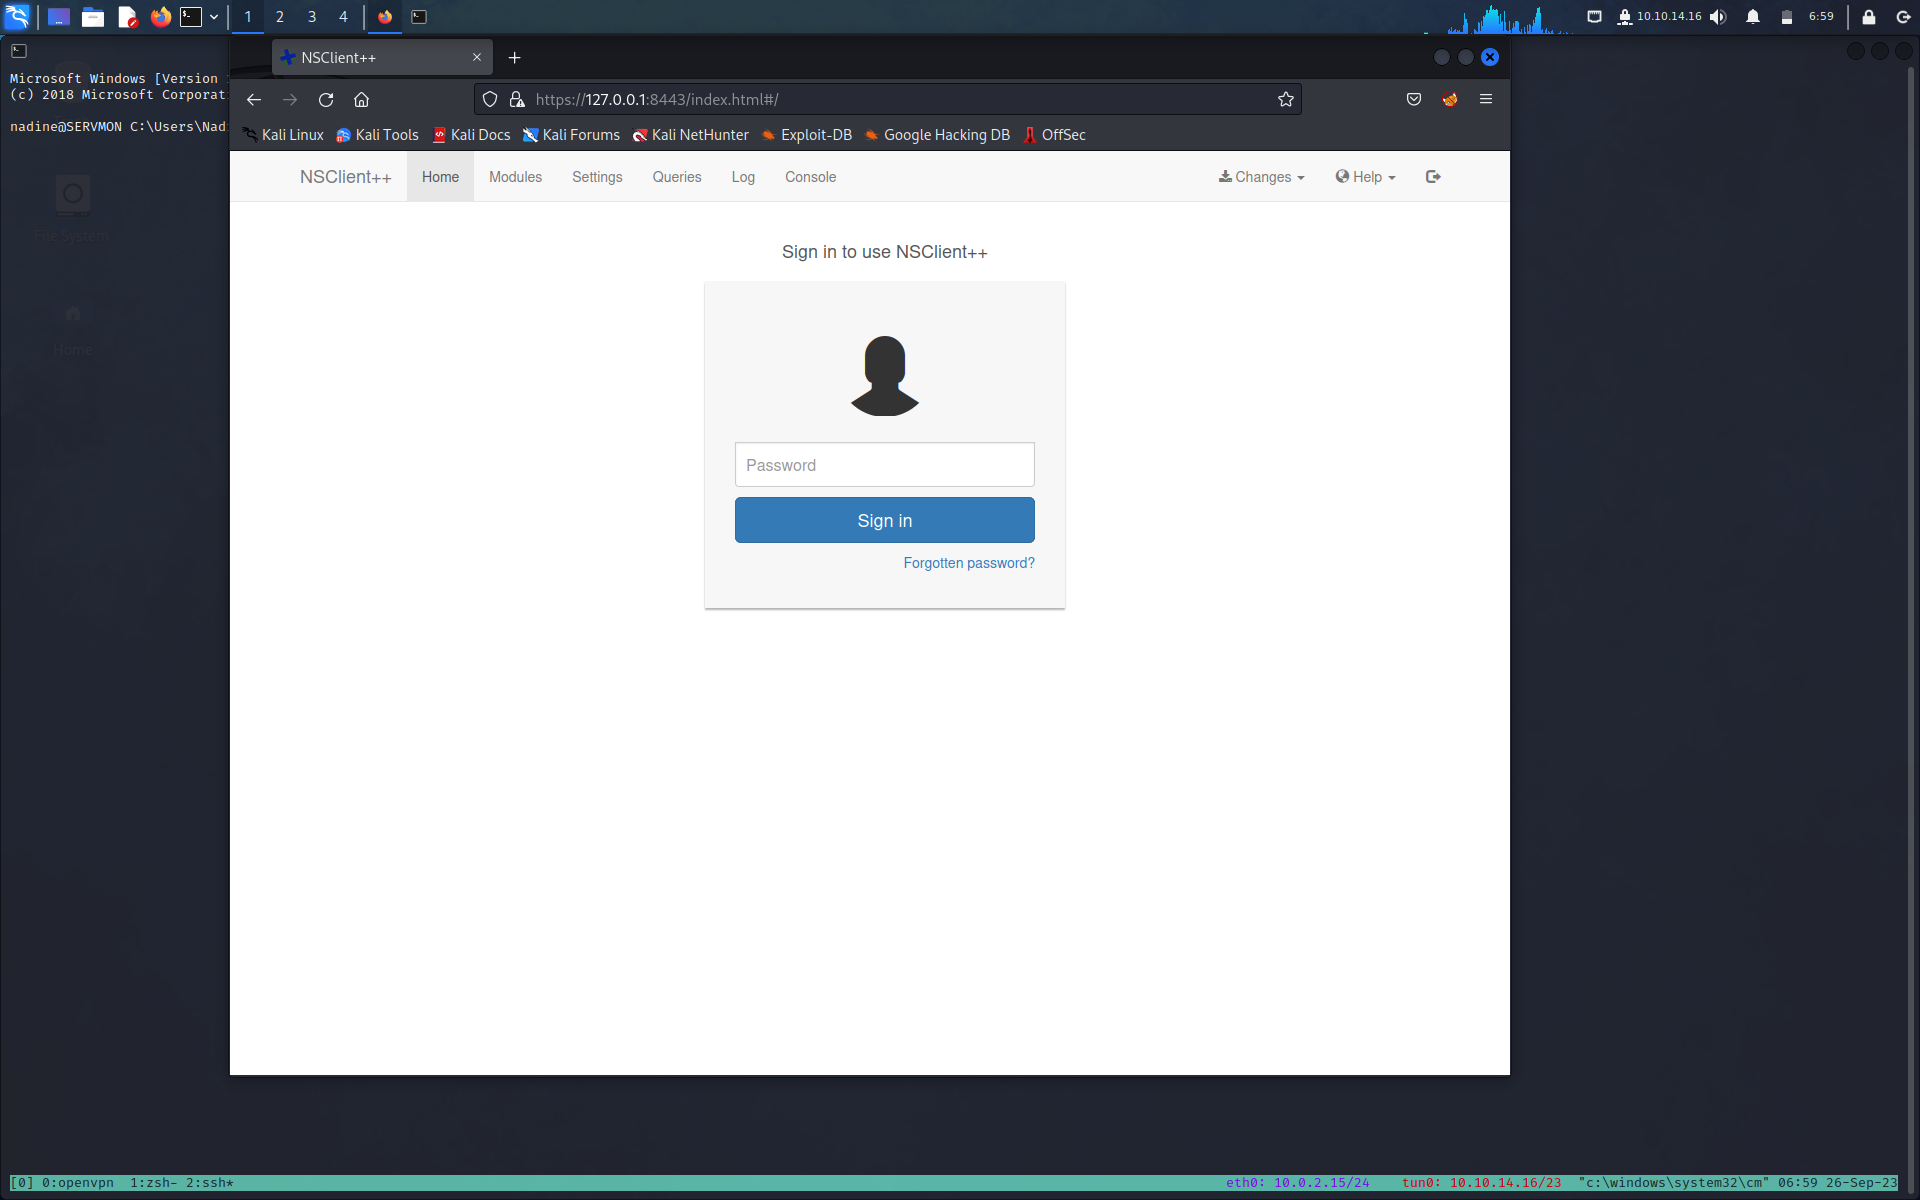 1 2 3 4 10.10.14.16 6:59
NSClient++
Microsoft Windows [Version
(c) 2018 Microsoft Corporati
nadine@SERVMON C:\Users\Nad
https://127.0.0.1:8443/index.html#/
Kali Linux Kali Tools Kali Docs Kali Forums Kali NetHunter Exploit-DB Google Hacking DB OffSec
NSClient++ Home Modules Settings Queries Log Console Changes Help
File System
Home
Sign in to use NSClient++
Password
Sign in
Forgotten password?
[0] 0:openvpn 1:zsh- 2:ssh* eth0: 10.0.2.15/24 tun0: 10.10.14.16/23 "c:\windows\system32\cm" 06:59 26-Sep-23